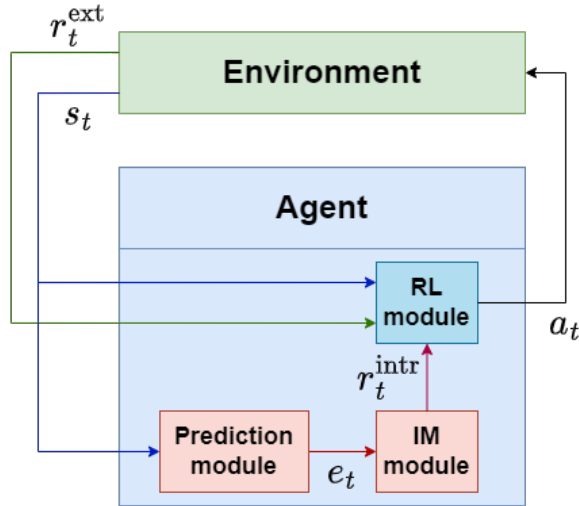 r_t^ext
Environment
s_t
Agent
RL
module
a_t
r_t^intr
Prediction
module
e_t
IM
module